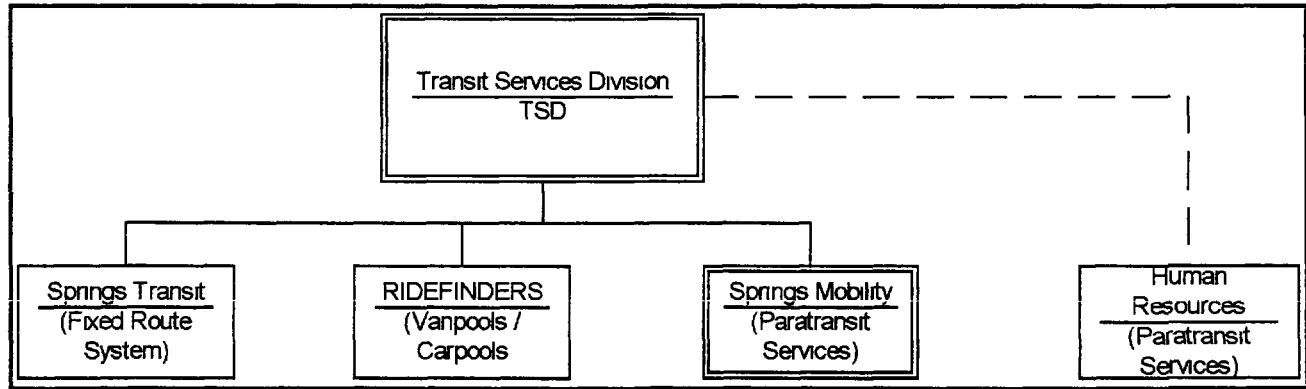 Transit Services Division
TSD
Springs Transit
(Fixed Route
System)
RIDEFINDERS
(Vanpools /
Carpools
Springs Mobility
(Paratransit
Services)
Human
Resources
(Paratransit
Services)